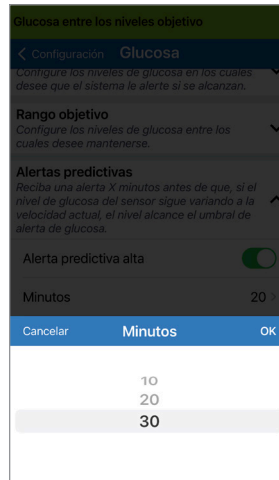 Glucosa entre los niveles objetivo
Configuración Glucosa
Configure los niveles de glucosa en los cuales
desee que el sistema le alerte si se alcanzan.
Rango objetivo
Configure los niveles de glucosa entre los
cuales desee mantenerse.
Alertas predictivas
Reciba una alerta X minutos antes de que, si el
nivel de glucosa del sensor sigue variando a la
velocidad actual, el nivel alcance el umbral de
alerta de glucosa.
Alerta predictiva alta
Minutos 20
Cancelar Minutos OK
10
20
30